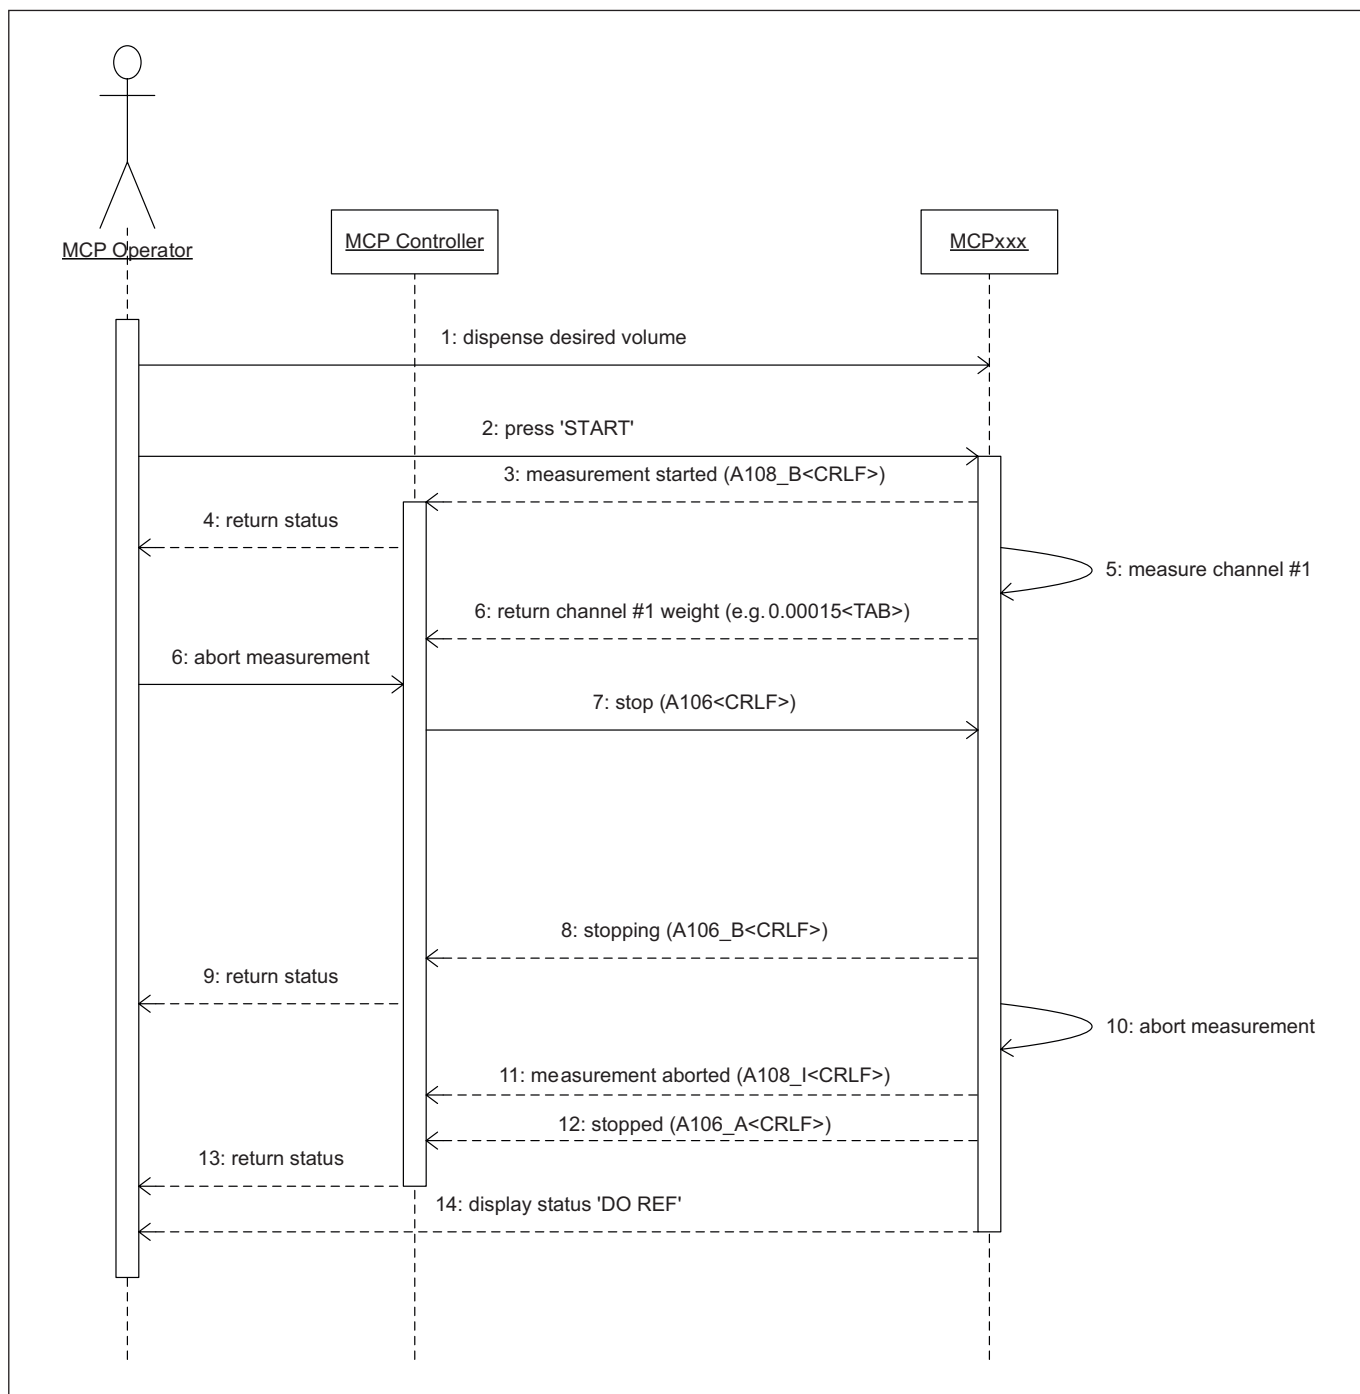 MCP Operator
MCP Controller
MCPxxx
1: dispense desired volume
2: press 'START'
3: measurement started (A108_B<CRLF>)
4: return status
5: measure channel #1
6: return channel #1 weight (e.g. 0.00015<TAB>)
6: abort measurement
7: stop (A106<CRLF>)
8: stopping (A106_B<CRLF>)
9: return status
10: abort measurement
11: measurement aborted (A108_I<CRLF>)
12: stopped (A106_A<CRLF>)
13: return status
14: display status 'DO REF'